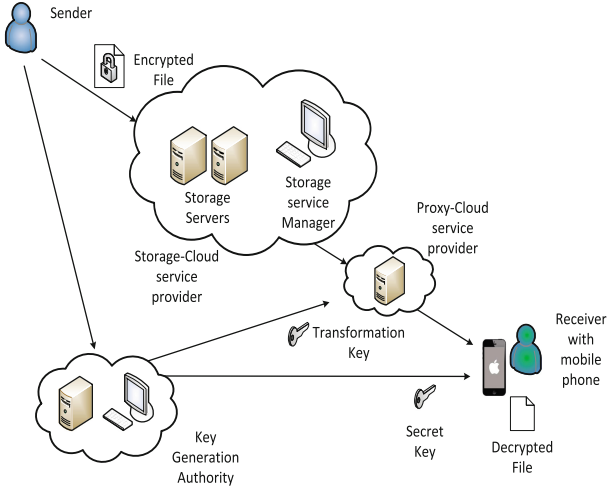 Sender
Encrypted
File
Storage
Servers
Storage
service
Manager
Storage-Cloud
service
provider
Proxy-Cloud
service
provider
Transformation
Key
Receiver
with
mobile
phone
Secret
Key
Decrypted
File
Key
Generation
Authority